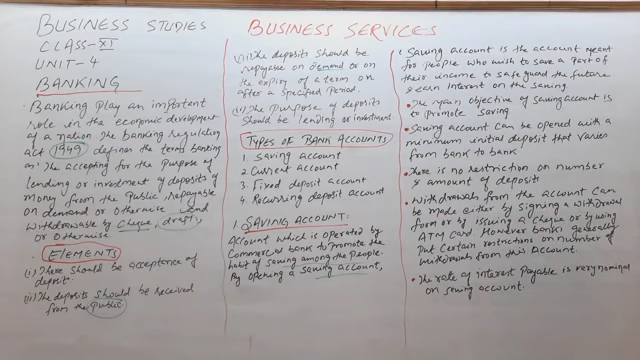 BUSINESS STUDIES
CLASS-XI
UNIT-4
BANKING
Banking play an important
role in the economic development
of a nation. The Banking Regulation
act 1949 defines the term banking
as "The accepting for the purpose of
lending or investment of deposits of
money from the Public, Repayable
on demand or otherwise and
withdrawable by cheque, draft,
or otherwise
ELEMENTS
(i) There should be acceptance of
deposit.
(ii) The deposits should be received
from the Public.
BUSINESS SERVICES
The deposits should be
repayable on demand or on
the expiry of a term or
after a specified Period.
The Purpose of deposits
should be lending or investment
TYPES OF BANK ACCOUNTS
1. Saving account
2. Current account
3. Fixed deposit account
4. Recurring deposit account
1. SAVING ACCOUNT:
Account which is operated by
Commercial bank to promote the
habit of saving among the People.
By opening a saving account,
Saving account is the account meant
for people who wish to save a part of
their income to safe guard the future
& earn interest on the saving
The main objective of saving account is
to promote saving
Saving account can be opened with a
minimum initial deposit that varies
from bank to bank
There is no restriction on number
& amount of deposit
Withdrawals from the account can
be made either by signing a withdrawal
form or by issuing a cheque or by using
ATM card. However banks generally
Put certain restrictions on number of
withdrawals from this account.
The rate of interest Payable is very nominal
on saving account.